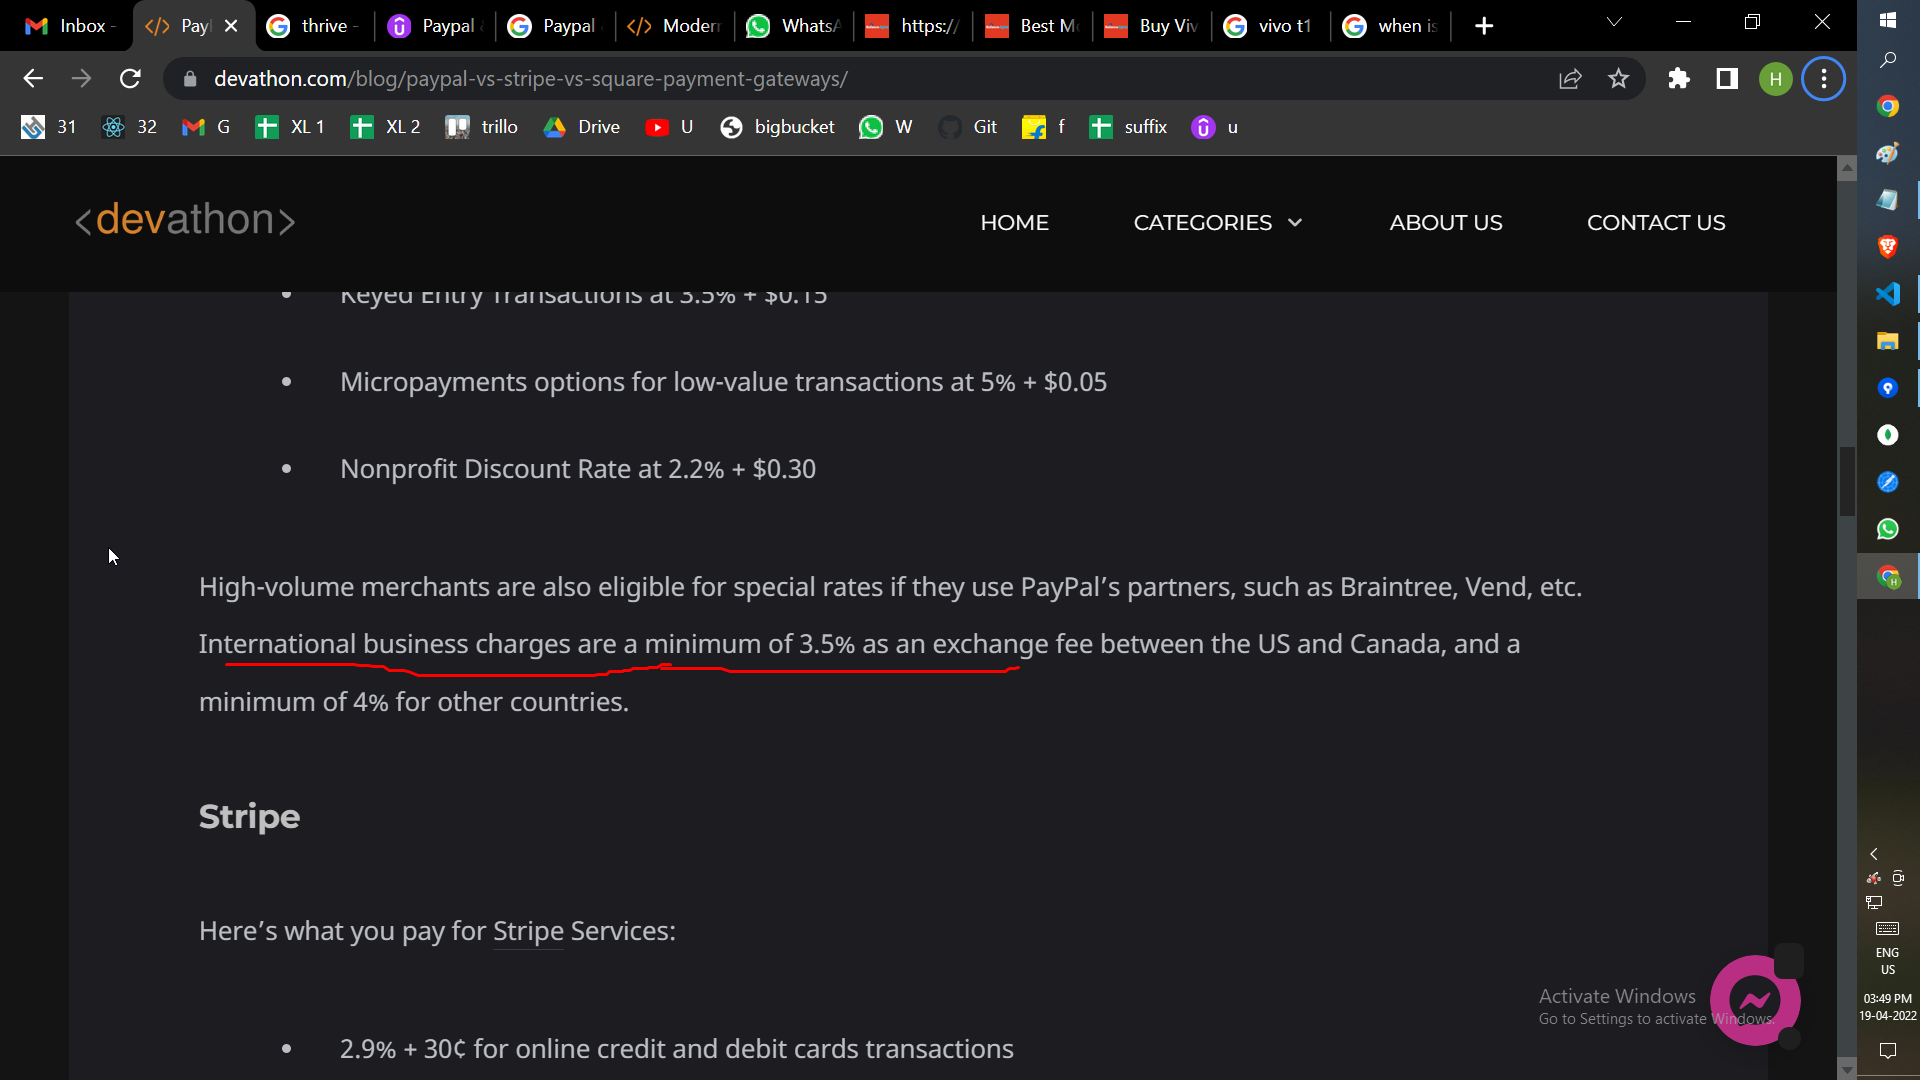 Inbox -
Payl
thrive -
Paypal
Paypal
Modern
WhatsA
https://
Best Mo
Buy Viv
vivo t1
when is
devathon.com/blog/paypal-vs-stripe-vs-square-payment-gateways/
H
31
32
G
XL 1
XL 2
trillo
Drive
U
bigbucket
W
Git
f
suffix
u
<devathon>
HOME
CATEGORIES
ABOUT US
CONTACT US
Keyed Entry Transactions at 3.5% + $0.15
Micropayments options for low-value transactions at 5% + $0.05
Nonprofit Discount Rate at 2.2% + $0.30
High-volume merchants are also eligible for special rates if they use PayPal’s partners, such as Braintree, Vend, etc.
International business charges are a minimum of 3.5% as an exchange fee between the US and Canada, and a
minimum of 4% for other countries.
Stripe
Here’s what you pay for Stripe Services:
2.9% + 30¢ for online credit and debit cards transactions
Activate Windows
Go to Settings to activate Windows.
ENG
US
03:49 PM
19-04-2022